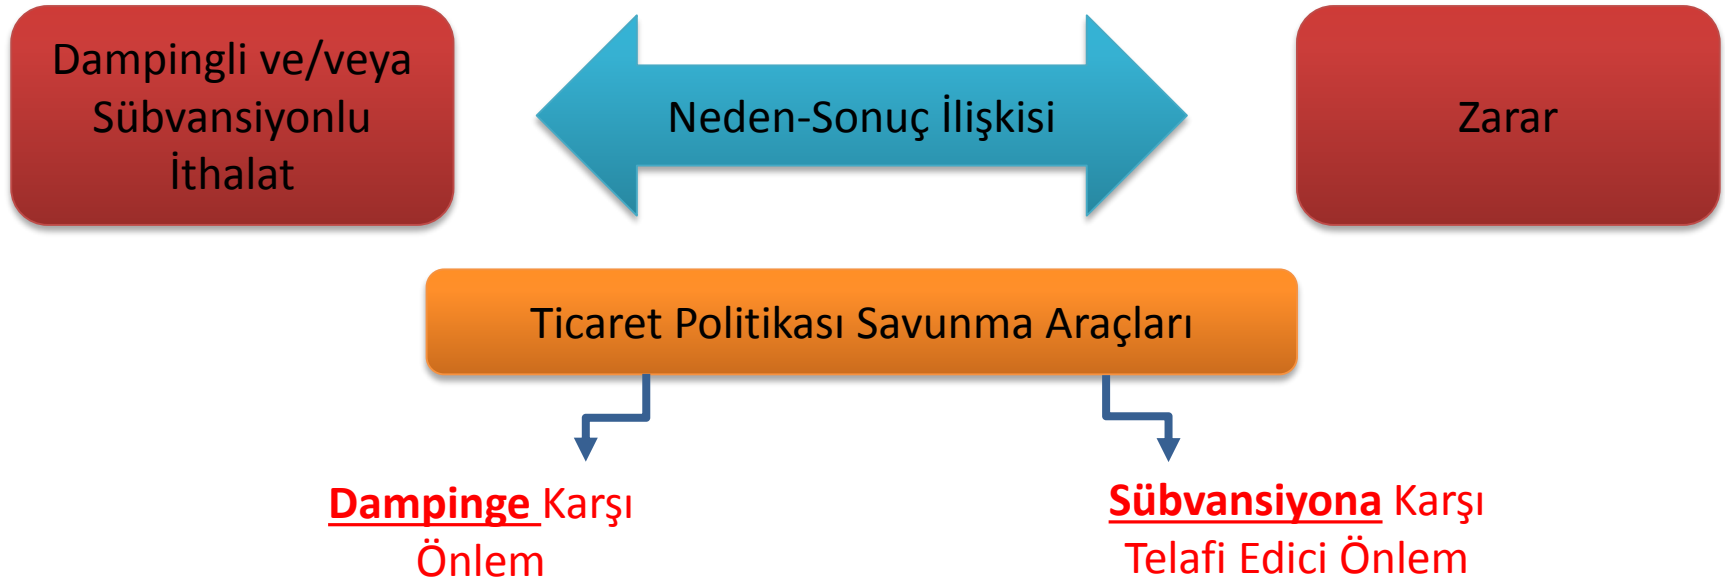 Dampingli ve/veya
Sübvansiyonlu
İthalat
Neden-Sonuç İlişkisi
Zarar
Ticaret Politikası Savunma Araçları
Dampinge Karşı
Önlem
Sübvansiyona Karşı
Telafi Edici Önlem